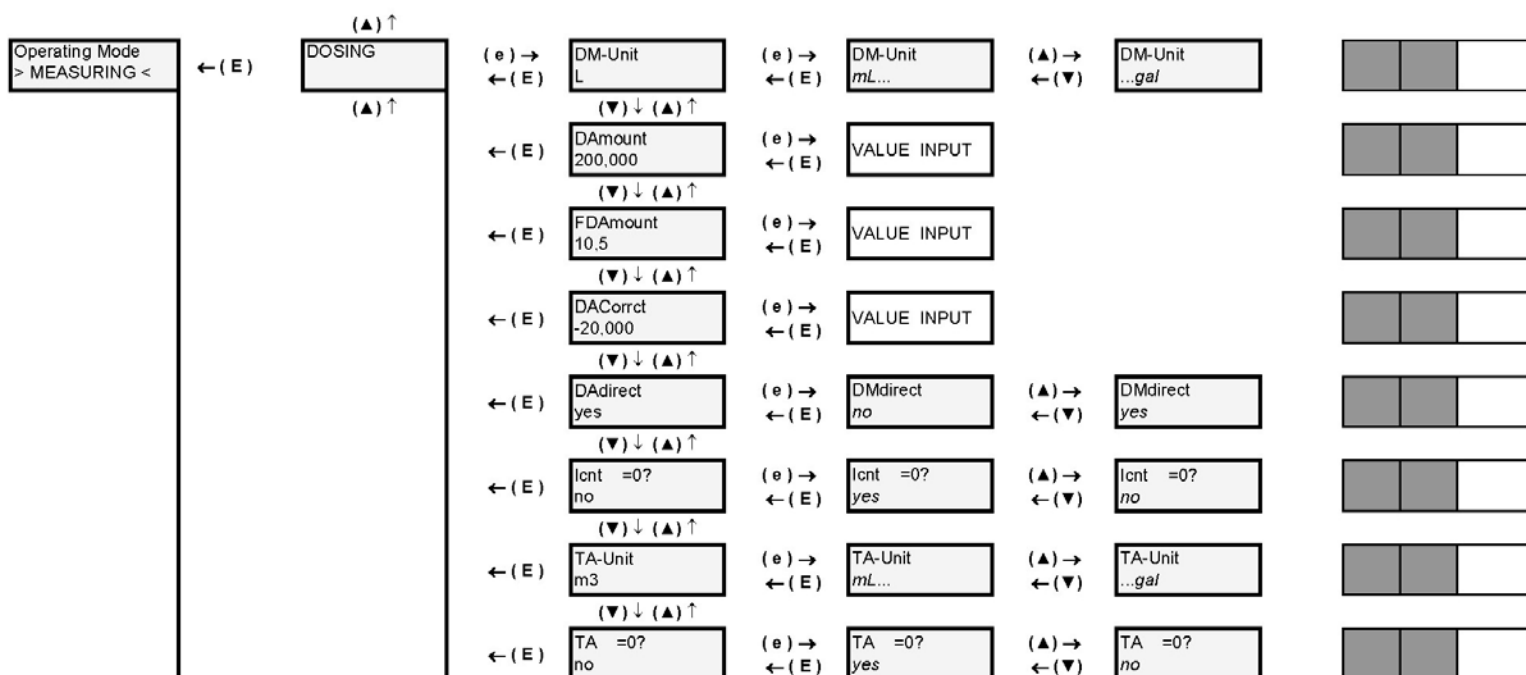 (▲) ↑
Operating Mode
> MEASURING <
← ( E )
DOSING
( e ) →
← ( E )
DM-Unit
L
( e ) →
← ( E )
DM-Unit
mL...
(▲) →
← (▼)
DM-Unit
...gal
(▲) ↑
(▼) ↓ (▲) ↑
← ( E )
DAmount
200,000
( e ) →
← ( E )
VALUE INPUT
(▼) ↓ (▲) ↑
← ( E )
FDAmount
10,5
( e ) →
← ( E )
VALUE INPUT
(▼) ↓ (▲) ↑
← ( E )
DACorrct
-20,000
( e ) →
← ( E )
VALUE INPUT
(▼) ↓ (▲) ↑
← ( E )
DAdirect
yes
( e ) →
← ( E )
DMdirect
no
(▲) →
← (▼)
DMdirect
yes
(▼) ↓ (▲) ↑
← ( E )
Icnt =0?
no
( e ) →
← ( E )
Icnt =0?
yes
(▲) →
← (▼)
Icnt =0?
no
(▼) ↓ (▲) ↑
← ( E )
TA-Unit
m3
( e ) →
← ( E )
TA-Unit
mL...
(▲) →
← (▼)
TA-Unit
...gal
(▼) ↓ (▲) ↑
← ( E )
TA =0?
no
( e ) →
← ( E )
TA =0?
yes
(▲) →
← (▼)
TA =0?
no